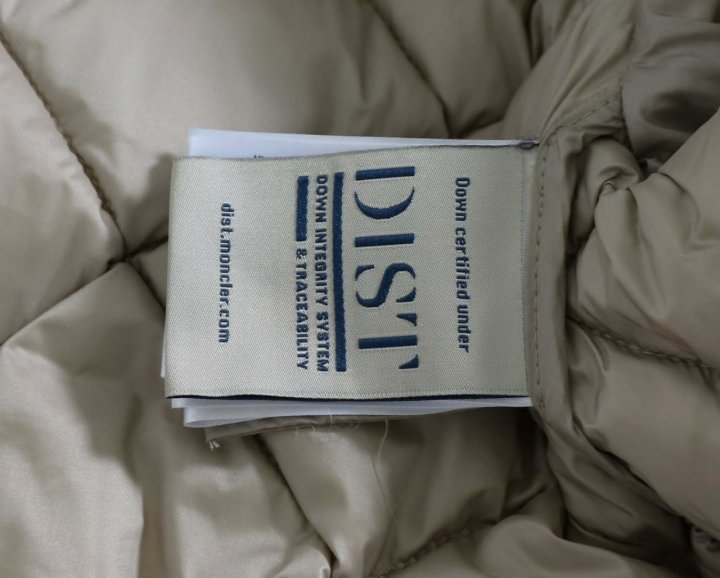 Down certified under
DIST
DOWN INTEGRITY SYSTEM
& TRACEABILITY
dist.moncler.com